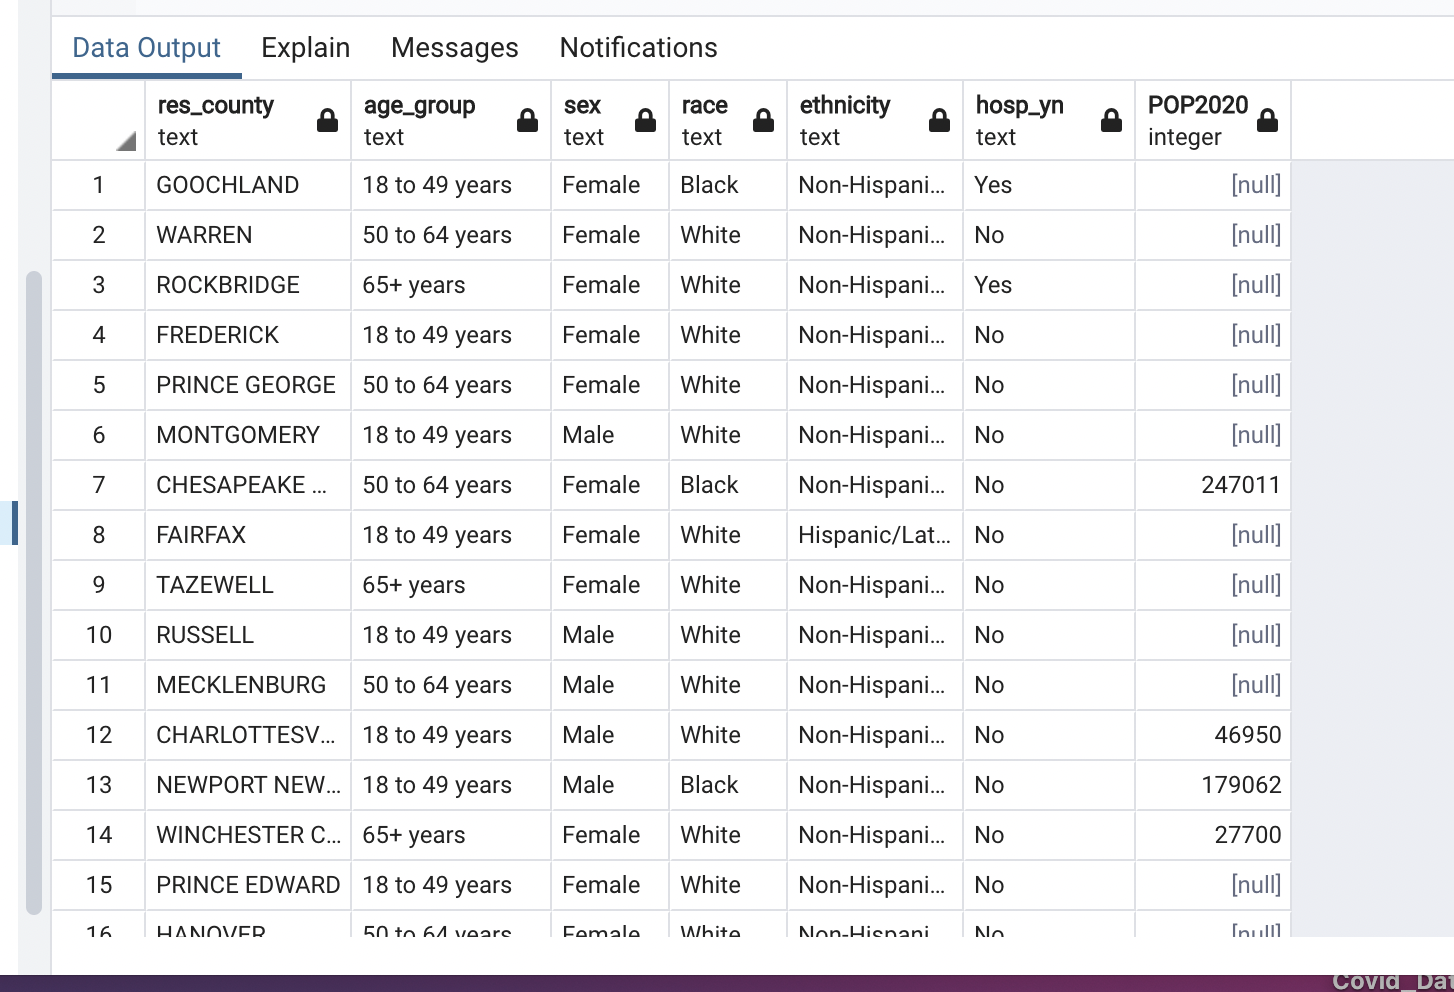 Data Output Explain Messages Notifications
res_county age_group sex race ethnicity hosp_yn POP2020
text text text text text text integer
1 GOOCHLAND 18 to 49 years Female Black Non-Hispani... Yes [null]
2 WARREN 50 to 64 years Female White Non-Hispani... No [null]
3 ROCKBRIDGE 65+ years Female White Non-Hispani... Yes [null]
4 FREDERICK 18 to 49 years Female White Non-Hispani... No [null]
5 PRINCE GEORGE 50 to 64 years Female White Non-Hispani... No [null]
6 MONTGOMERY 18 to 49 years Male White Non-Hispani... No [null]
7 CHESAPEAKE ... 50 to 64 years Female Black Non-Hispani... No 247011
8 FAIRFAX 18 to 49 years Female White Hispanic/Lat... No [null]
9 TAZEWELL 65+ years Female White Non-Hispani... No [null]
10 RUSSELL 18 to 49 years Male White Non-Hispani... No [null]
11 MECKLENBURG 50 to 64 years Male White Non-Hispani... No [null]
12 CHARLOTTESV... 18 to 49 years Male White Non-Hispani... No 46950
13 NEWPORT NEW... 18 to 49 years Male Black Non-Hispani... No 179062
14 WINCHESTER C... 65+ years Female White Non-Hispani... No 27700
15 PRINCE EDWARD 18 to 49 years Female White Non-Hispani... No [null]
16 HANOVER 50 to 64 years Female White Non-Hispani... No [null]
Covid_Dat